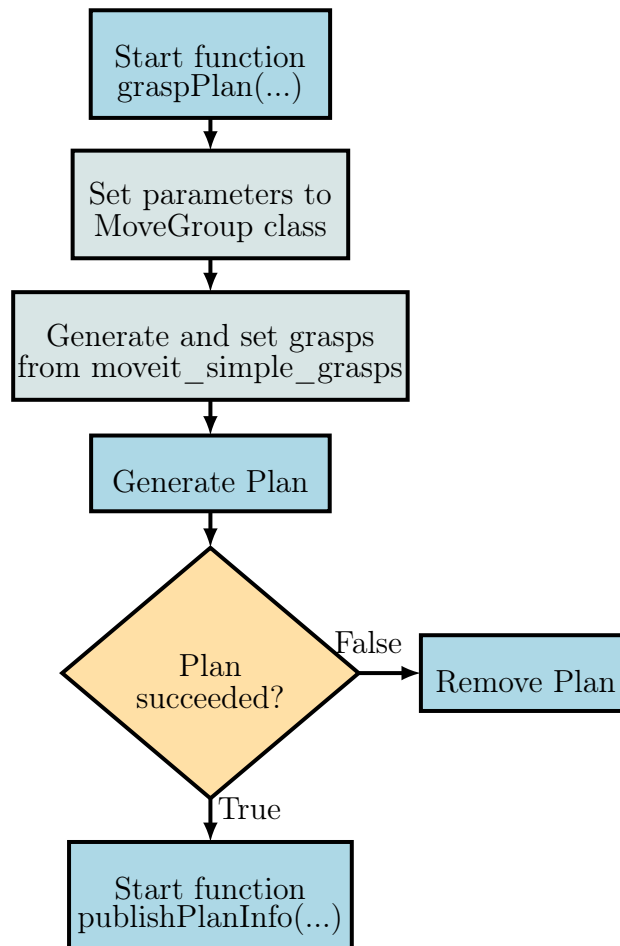 Start function
graspPlan(...)
Set parameters to
MoveGroup class
Generate and set grasps
from moveit_simple_grasps
Generate Plan
Plan
succeeded?
False
Remove Plan
True
Start function
publishPlanInfo(...)